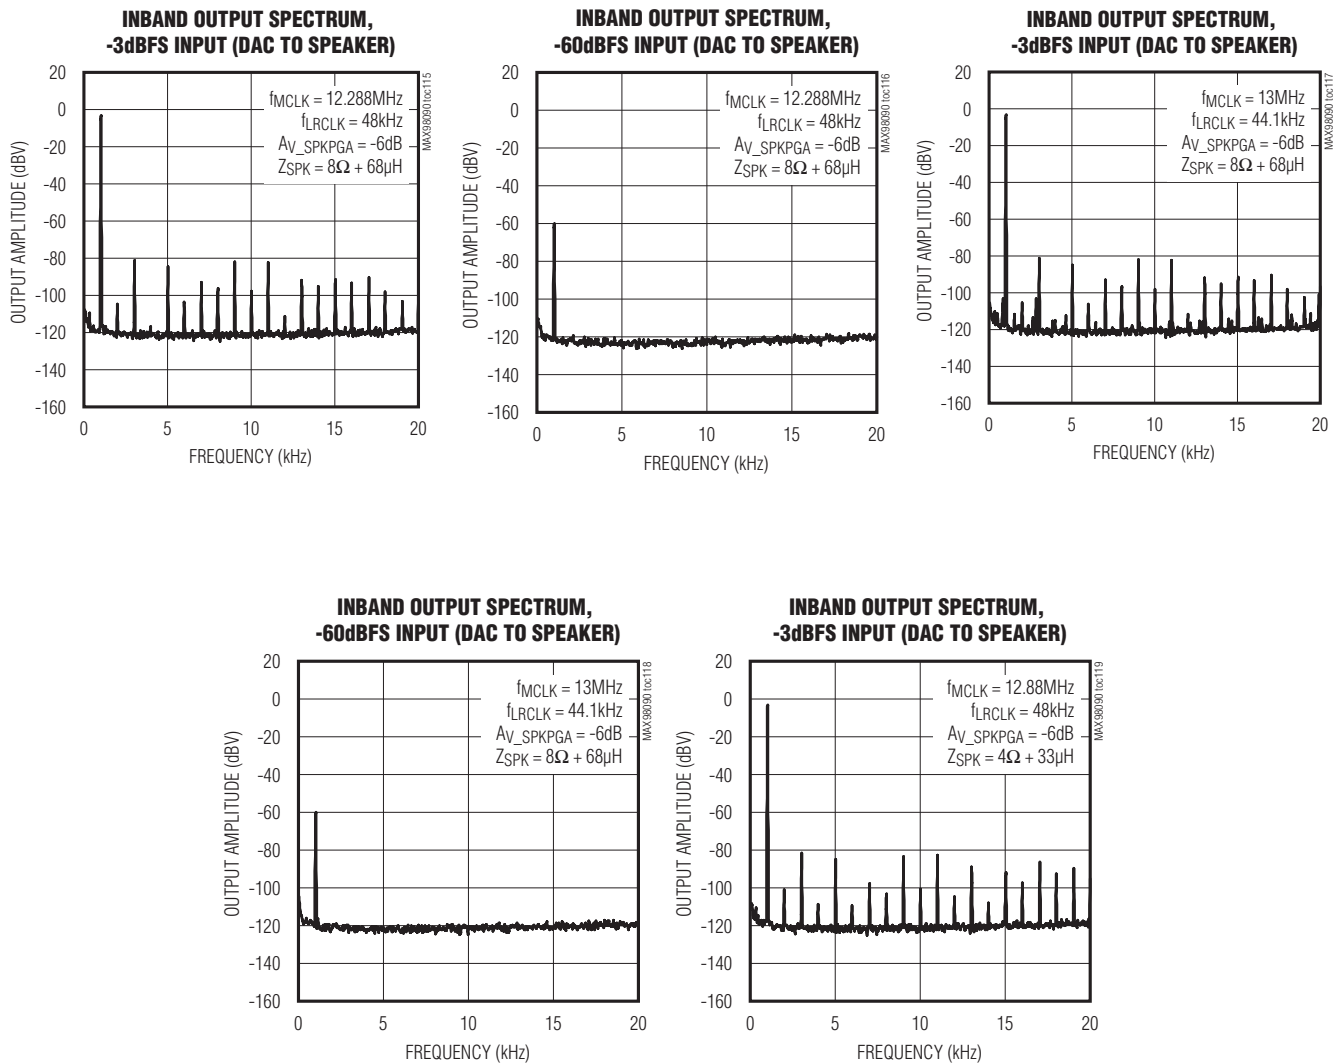 INBAND OUTPUT SPECTRUM,
-3dBFS INPUT (DAC TO SPEAKER)
20
0
-20
-40
-60
-80
-100
-120
-140
-160
OUTPUT AMPLITUDE (dBV)
fMCLK = 12.288MHz
fLRCLK = 48kHz
AV_SPKPGA = -6dB
ZSPK = 8Ω + 68µH
MAX98090 toc115
0
5
10
15
20
FREQUENCY (kHz)
INBAND OUTPUT SPECTRUM,
-60dBFS INPUT (DAC TO SPEAKER)
20
0
-20
-40
-60
-80
-100
-120
-140
-160
OUTPUT AMPLITUDE (dBV)
fMCLK = 12.288MHz
fLRCLK = 48kHz
AV_SPKPGA = -6dB
ZSPK = 8Ω + 68µH
MAX98090 toc116
0
5
10
15
20
FREQUENCY (kHz)
INBAND OUTPUT SPECTRUM,
-3dBFS INPUT (DAC TO SPEAKER)
20
0
-20
-40
-60
-80
-100
-120
-140
-160
OUTPUT AMPLITUDE (dBV)
fMCLK = 13MHz
fLRCLK = 44.1kHz
AV_SPKPGA = -6dB
ZSPK = 8Ω + 68µH
MAX98090 toc117
0
5
10
15
20
FREQUENCY (kHz)
INBAND OUTPUT SPECTRUM,
-60dBFS INPUT (DAC TO SPEAKER)
20
0
-20
-40
-60
-80
-100
-120
-140
-160
OUTPUT AMPLITUDE (dBV)
fMCLK = 13MHz
fLRCLK = 44.1kHz
AV_SPKPGA = -6dB
ZSPK = 8Ω + 68µH
MAX98090 toc118
0
5
10
15
20
FREQUENCY (kHz)
INBAND OUTPUT SPECTRUM,
-3dBFS INPUT (DAC TO SPEAKER)
20
0
-20
-40
-60
-80
-100
-120
-140
-160
OUTPUT AMPLITUDE (dBV)
fMCLK = 12.88MHz
fLRCLK = 48kHz
AV_SPKPGA = -6dB
ZSPK = 4Ω + 33µH
MAX98090 toc119
0
5
10
15
20
FREQUENCY (kHz)